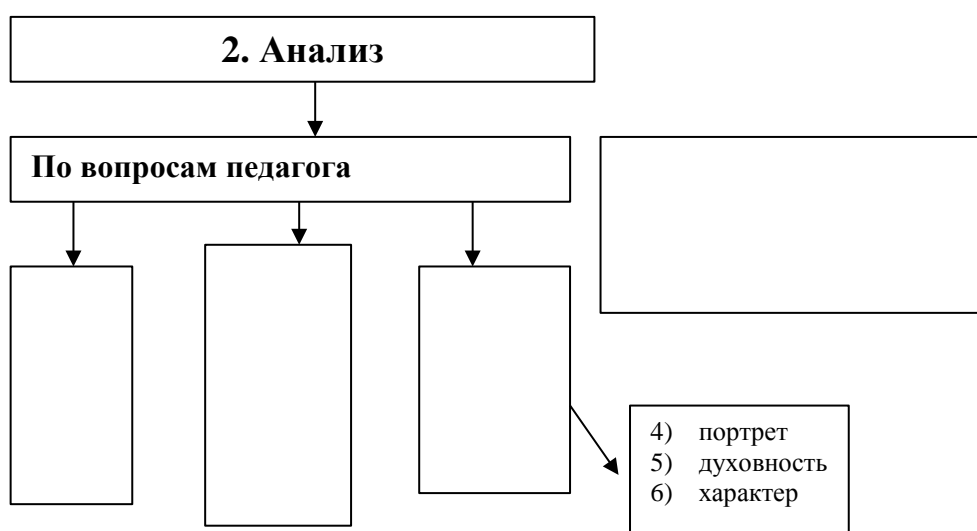 2. Анализ
По вопросам педагога
4) портрет
5) духовность
6) характер